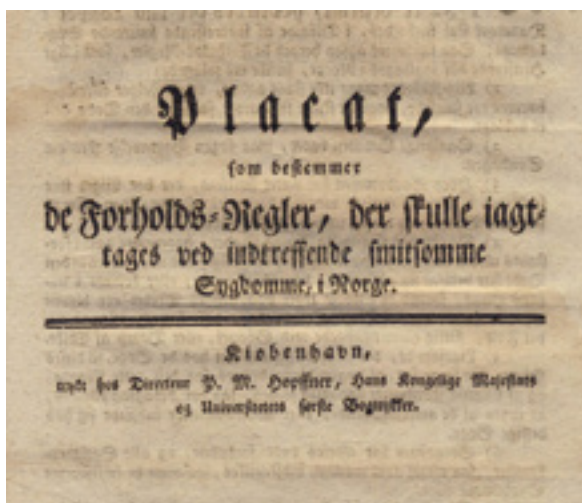 Placat,
som bestemmer
de Forholds-Regler, der skulle iagt-
tages ved indtreffende smitsomme
Sygdomme, i Norge.
Kiøbenhavn,
trykt hos Directeur P. M. Høpffner, Hans Kongelige Majestæts
og Universitetets første Bogtrykker.